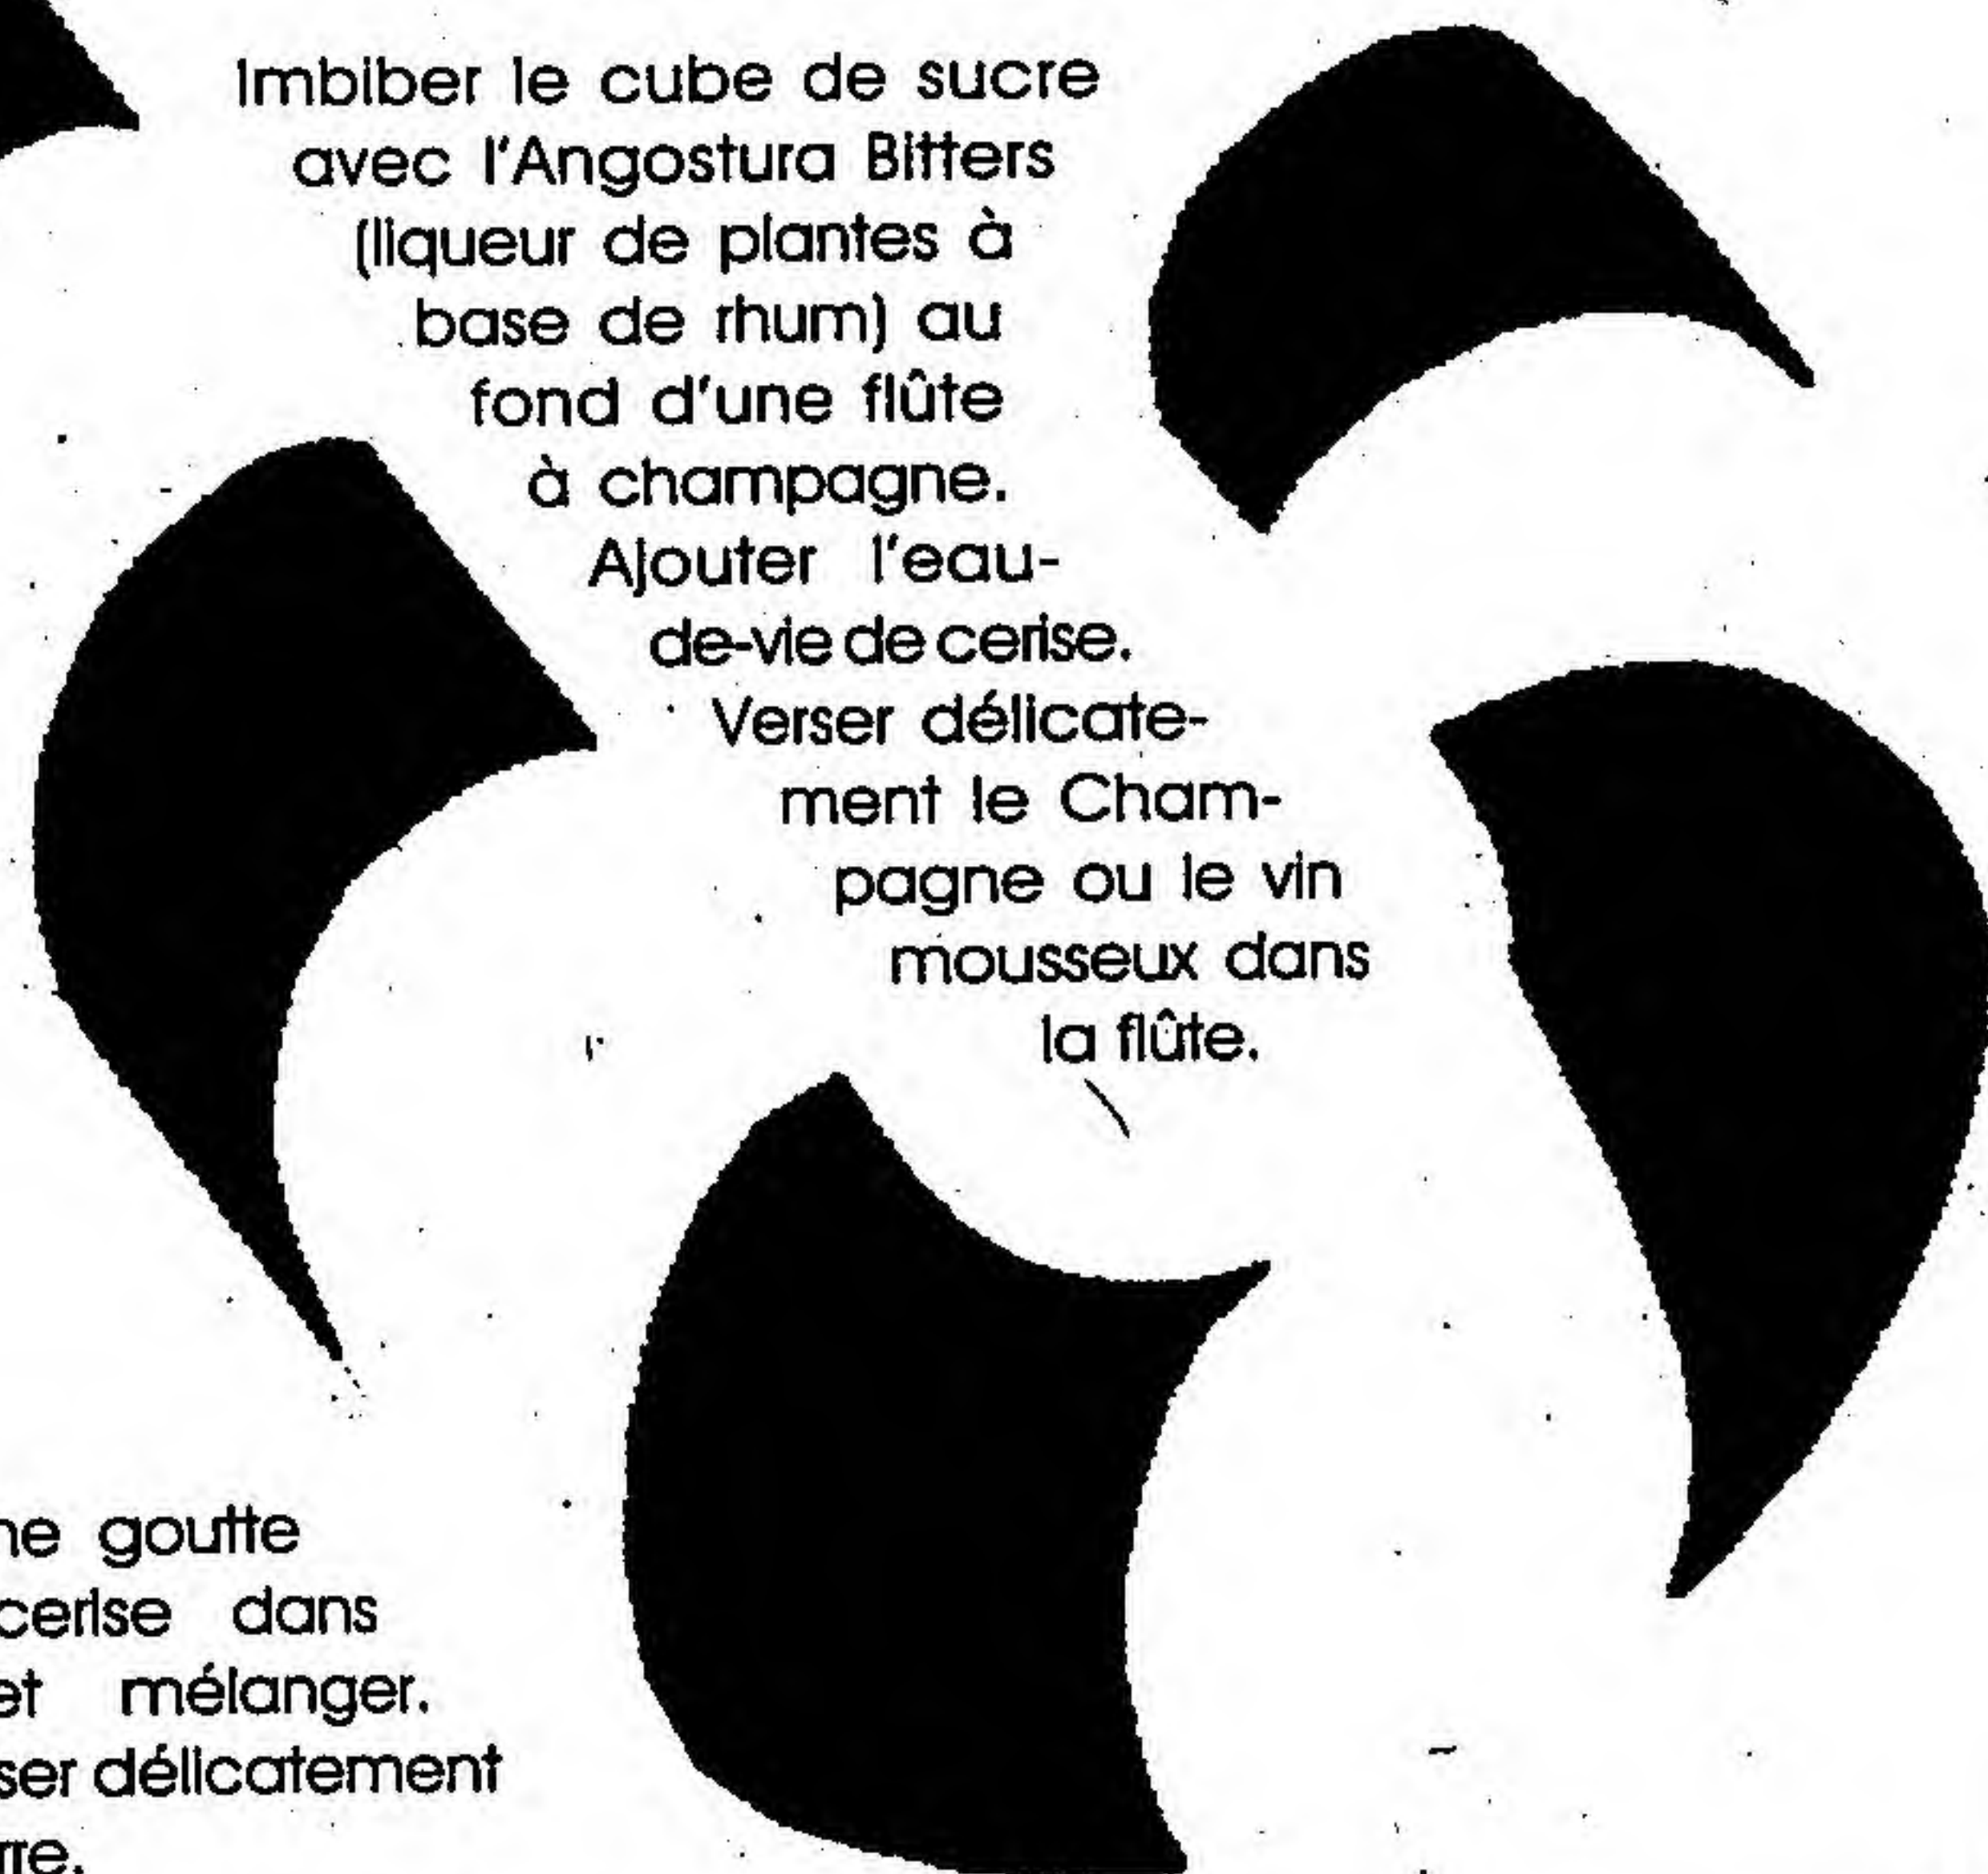 Imbiber le cube de sucre
avec l'Angostura Bitters
(liqueur de plantes à
base de rhum) au
fond d'une flûte
à champagne.
Ajouter l'eau-
de-vie de cerise.
Verser délicate-
ment le Cham-
pagne ou le vin
mousseux dans
la flûte.
goutte
cerise dans
et mélanger.
délicatement